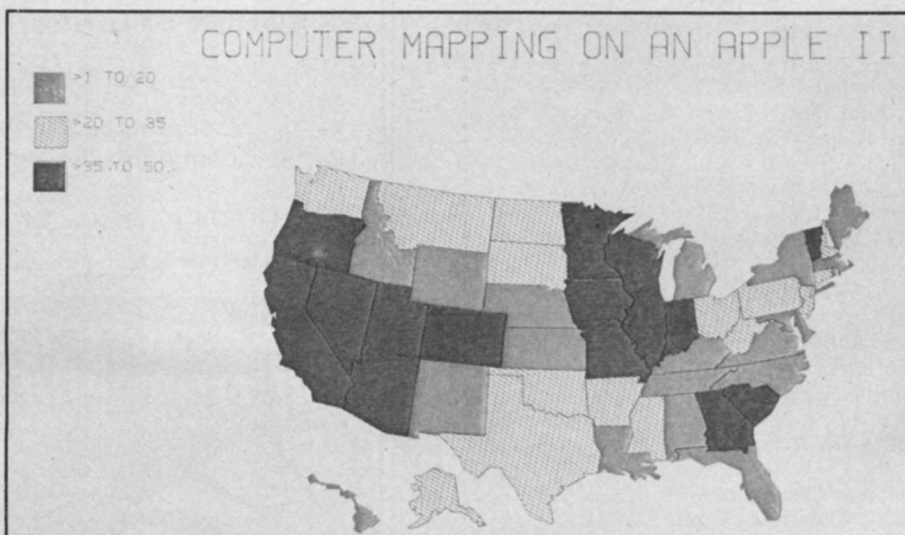 COMPUTER MAPPING ON AN APPLE II
>1 TO 20
>20 TO 35
>35 TO 50